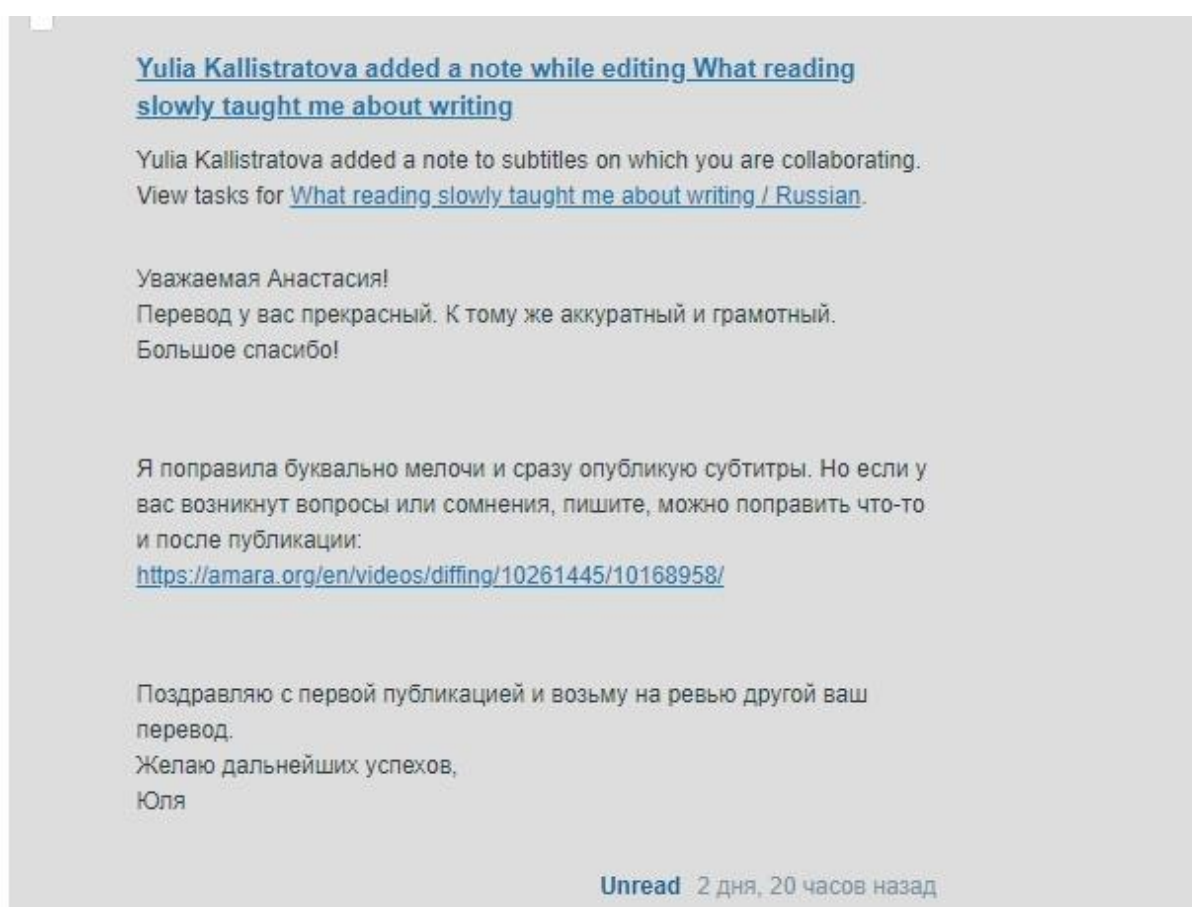 Yulia Kallistratova added a note while editing What reading
slowly taught me about writing
Yulia Kallistratova added a note to subtitles on which you are collaborating.
View tasks for What reading slowly taught me about writing / Russian.
Уважаемая Анастасия!
Перевод у вас прекрасный. К тому же аккуратный и грамотный.
Большое спасибо!
Я поправила буквально мелочи и сразу опубликую субтитры. Но если у
вас возникнут вопросы или сомнения, пишите, можно поправить что-то
и после публикации:
https://amara.org/en/videos/diffing/10261445/10168958/
Поздравляю с первой публикацией и возьму на ревью другой ваш
перевод.
Желаю дальнейших успехов,
Юля
Unread 2 дня, 20 часов назад